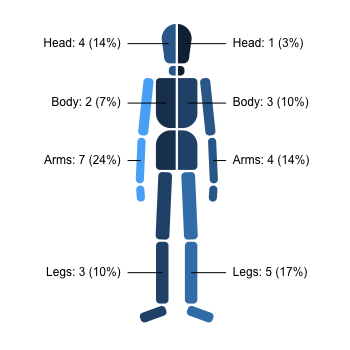 Head: 4 (14%)
Head: 1 (3%)
Body: 2 (7%)
Body: 3 (10%)
Arms: 7 (24%)
Arms: 4 (14%)
Legs: 3 (10%)
Legs: 5 (17%)